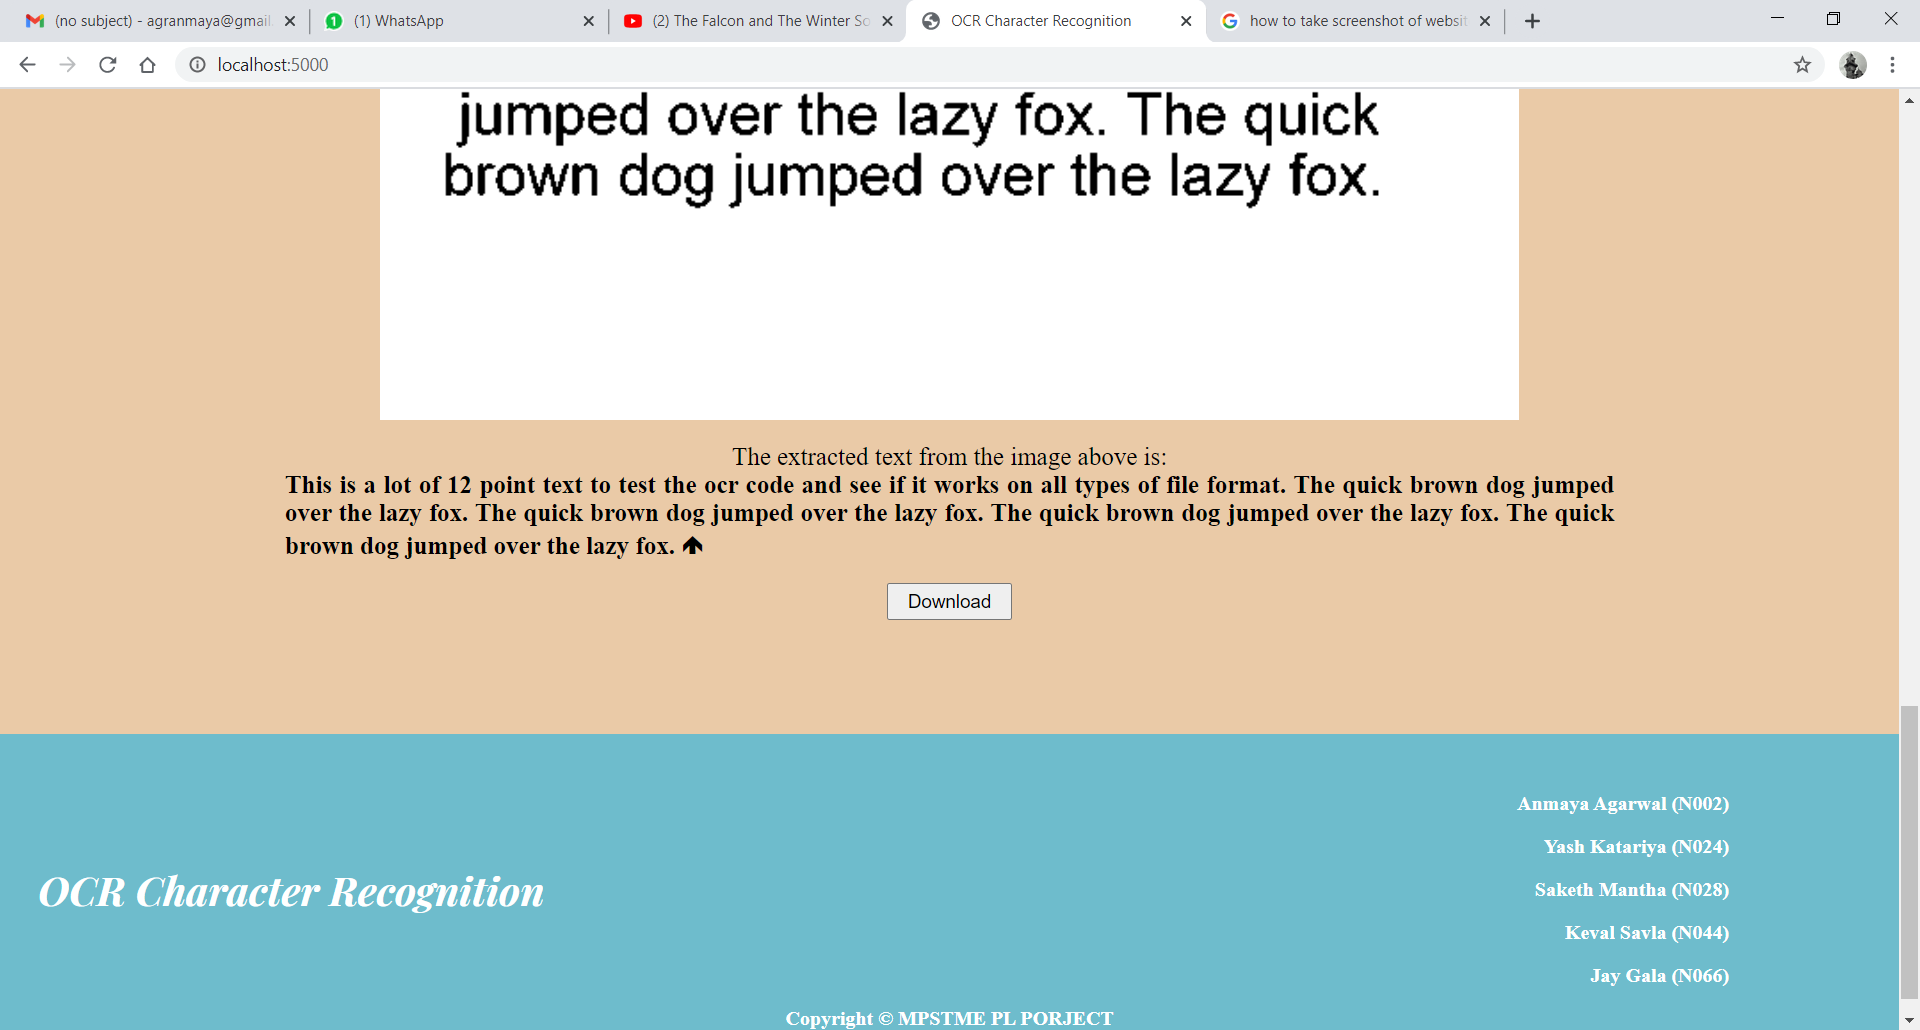 (no subject) - agranmaya@gmail.
(1) WhatsApp
(2) The Falcon and The Winter So
OCR Character Recognition
how to take screenshot of websit
localhost:5000
jumped over the lazy fox. The quick
brown dog jumped over the lazy fox.
The extracted text from the image above is:
This is a lot of 12 point text to test the ocr code and see if it works on all types of file format. The quick brown dog jumped
over the lazy fox. The quick brown dog jumped over the lazy fox. The quick brown dog jumped over the lazy fox. The quick
brown dog jumped over the lazy fox.
Download
OCR Character Recognition
Anmaya Agarwal (N002)
Yash Katariya (N024)
Saketh Mantha (N028)
Keval Savla (N044)
Jay Gala (N066)
Copyright © MPSTME PL PORJECT